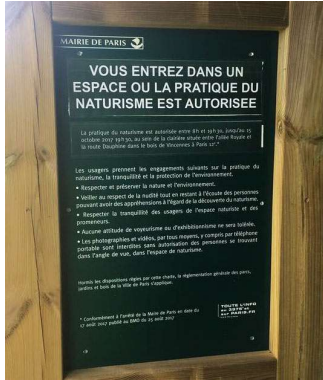 MAIRIE DE PARIS
VOUS ENTREZ DANS UN
ESPACE OU LA PRATIQUE DU
NATURISME EST AUTORISEE
La pratique du naturisme est autorisée entre 8h et 19h30, jusqu'au 15
octobre 2017 19h30, au sein de la clairière située entre l'allée Royale et
la route Dauphine dans le bois de Vincennes à Paris 12e.*
Les usagers prennent les engagements suivants sur la pratique du
naturisme, la tranquillité et la protection de l'environnement.
• Respecter et préserver la nature et l'environnement.
• Veiller au respect de la nudité tout en restant à l'écoute des personnes
pouvant avoir des appréhensions à l'égard de la découverte du naturisme.
• Respecter la tranquillité des usagers de l'espace naturiste et des
promeneurs.
• Aucune attitude de voyeurisme ou d'exhibitionnisme ne sera tolérée.
• Les photographies et vidéos, par tous moyens, y compris par téléphone
portable sont interdites sans autorisation des personnes se trouvant
dans l'angle de vue, dans l'espace de naturisme.
Hormis les dispositions régies par cette charte, la réglementation générale des parcs,
jardins et bois de la Ville de Paris s'applique.
* Conformément à l'arrêté de la Maire de Paris en date du
17 août 2017 publié au BMO du 25 août 2017
TOUTE L'INFO
au 3975* et
sur PARIS.FR